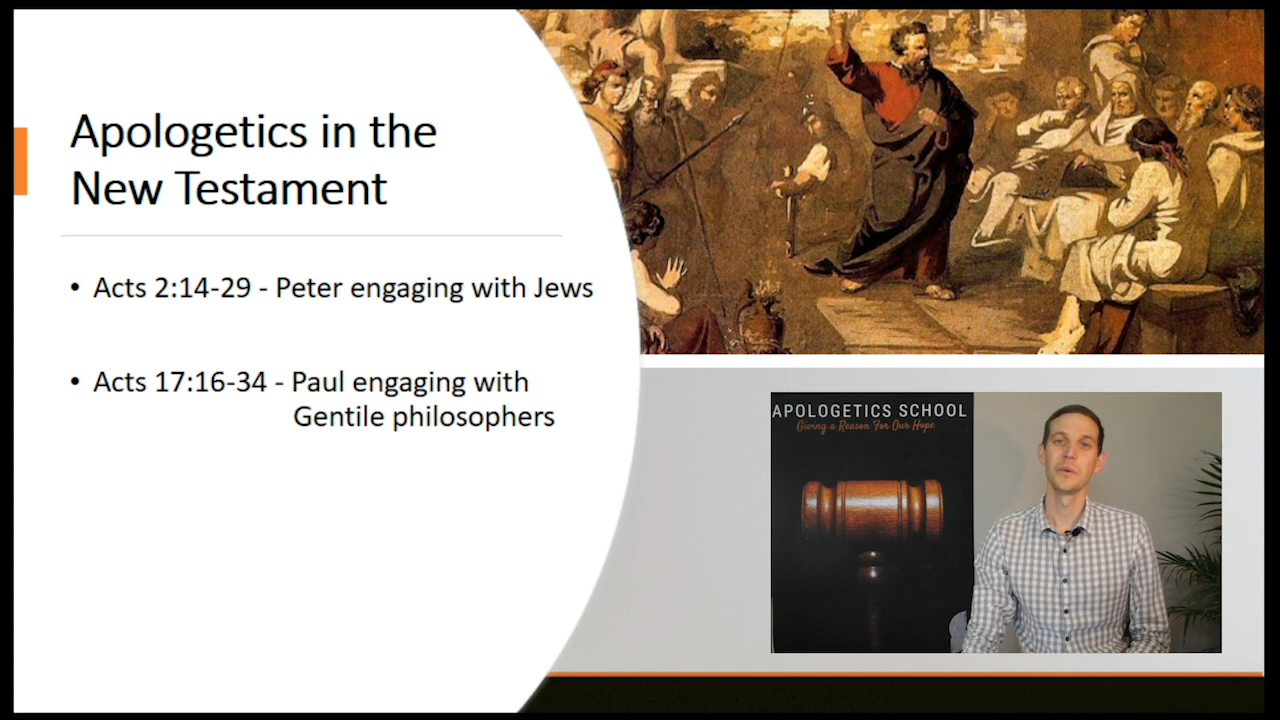 Apologetics in the
New Testament
• Acts 2:14-29 - Peter engaging with Jews
• Acts 17:16-34 - Paul engaging with
Gentile philosophers
APOLOGETICS SCHOOL
Giving a Reason For Our Hope